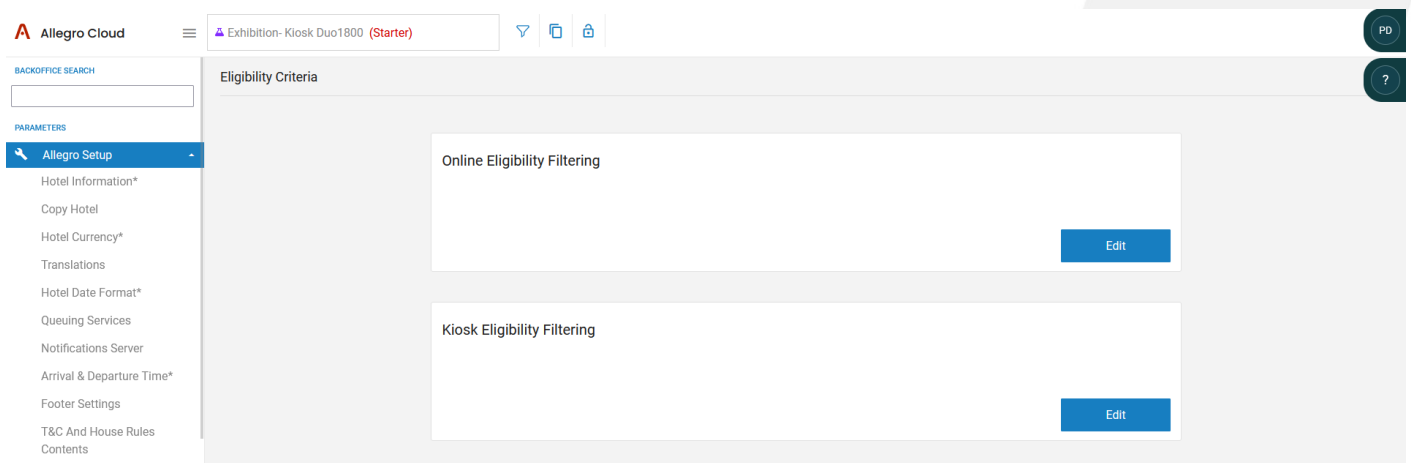 Allegro Cloud
Exhibition- Kiosk Duo1800 (Starter)
PD
BACKOFFICE SEARCH
Eligibility Criteria
?
PARAMETERS
Allegro Setup
Hotel Information*
Copy Hotel
Hotel Currency*
Translations
Hotel Date Format*
Queuing Services
Notifications Server
Arrival & Departure Time*
Footer Settings
T&C And House Rules
Contents
Online Eligibility Filtering
Edit
Kiosk Eligibility Filtering
Edit